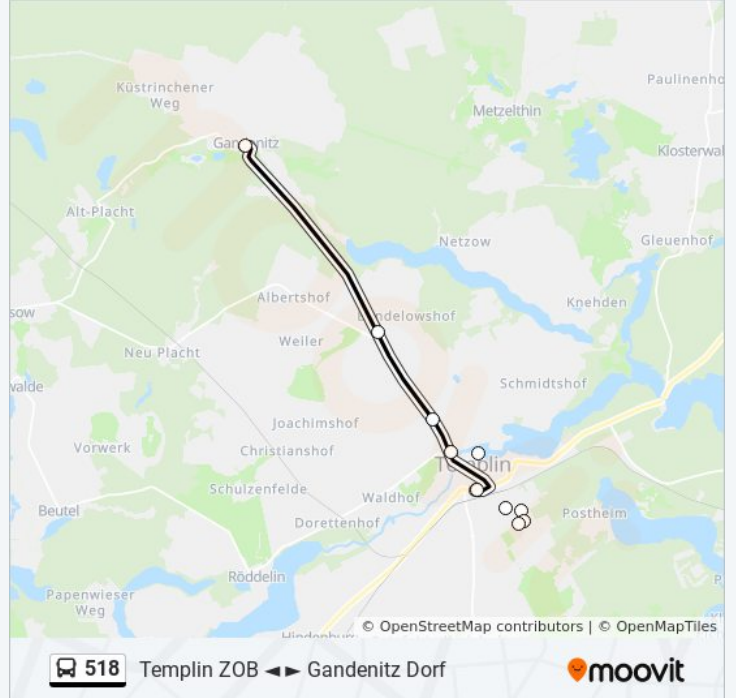 Küstrinchener
Weg
Paulinenho
Metzelthin
Klosterwal
Alt-Placht
Netzow
Gleuenhof
Albertshof
Knehden
sow
Weiler
Neu Placht
Schmidtshof
walde
Joachimshof
Vorwerk
Christianshof
Templin
Schulzenfelde
Waldhof
Beutel
Dorettenhof
Postheim
Röddelin
Papenwieser
Weg
© OpenStreetMap contributors | © OpenMapTiles
518 Templin ZOB ◄ ► Gandenitz Dorf
moovit